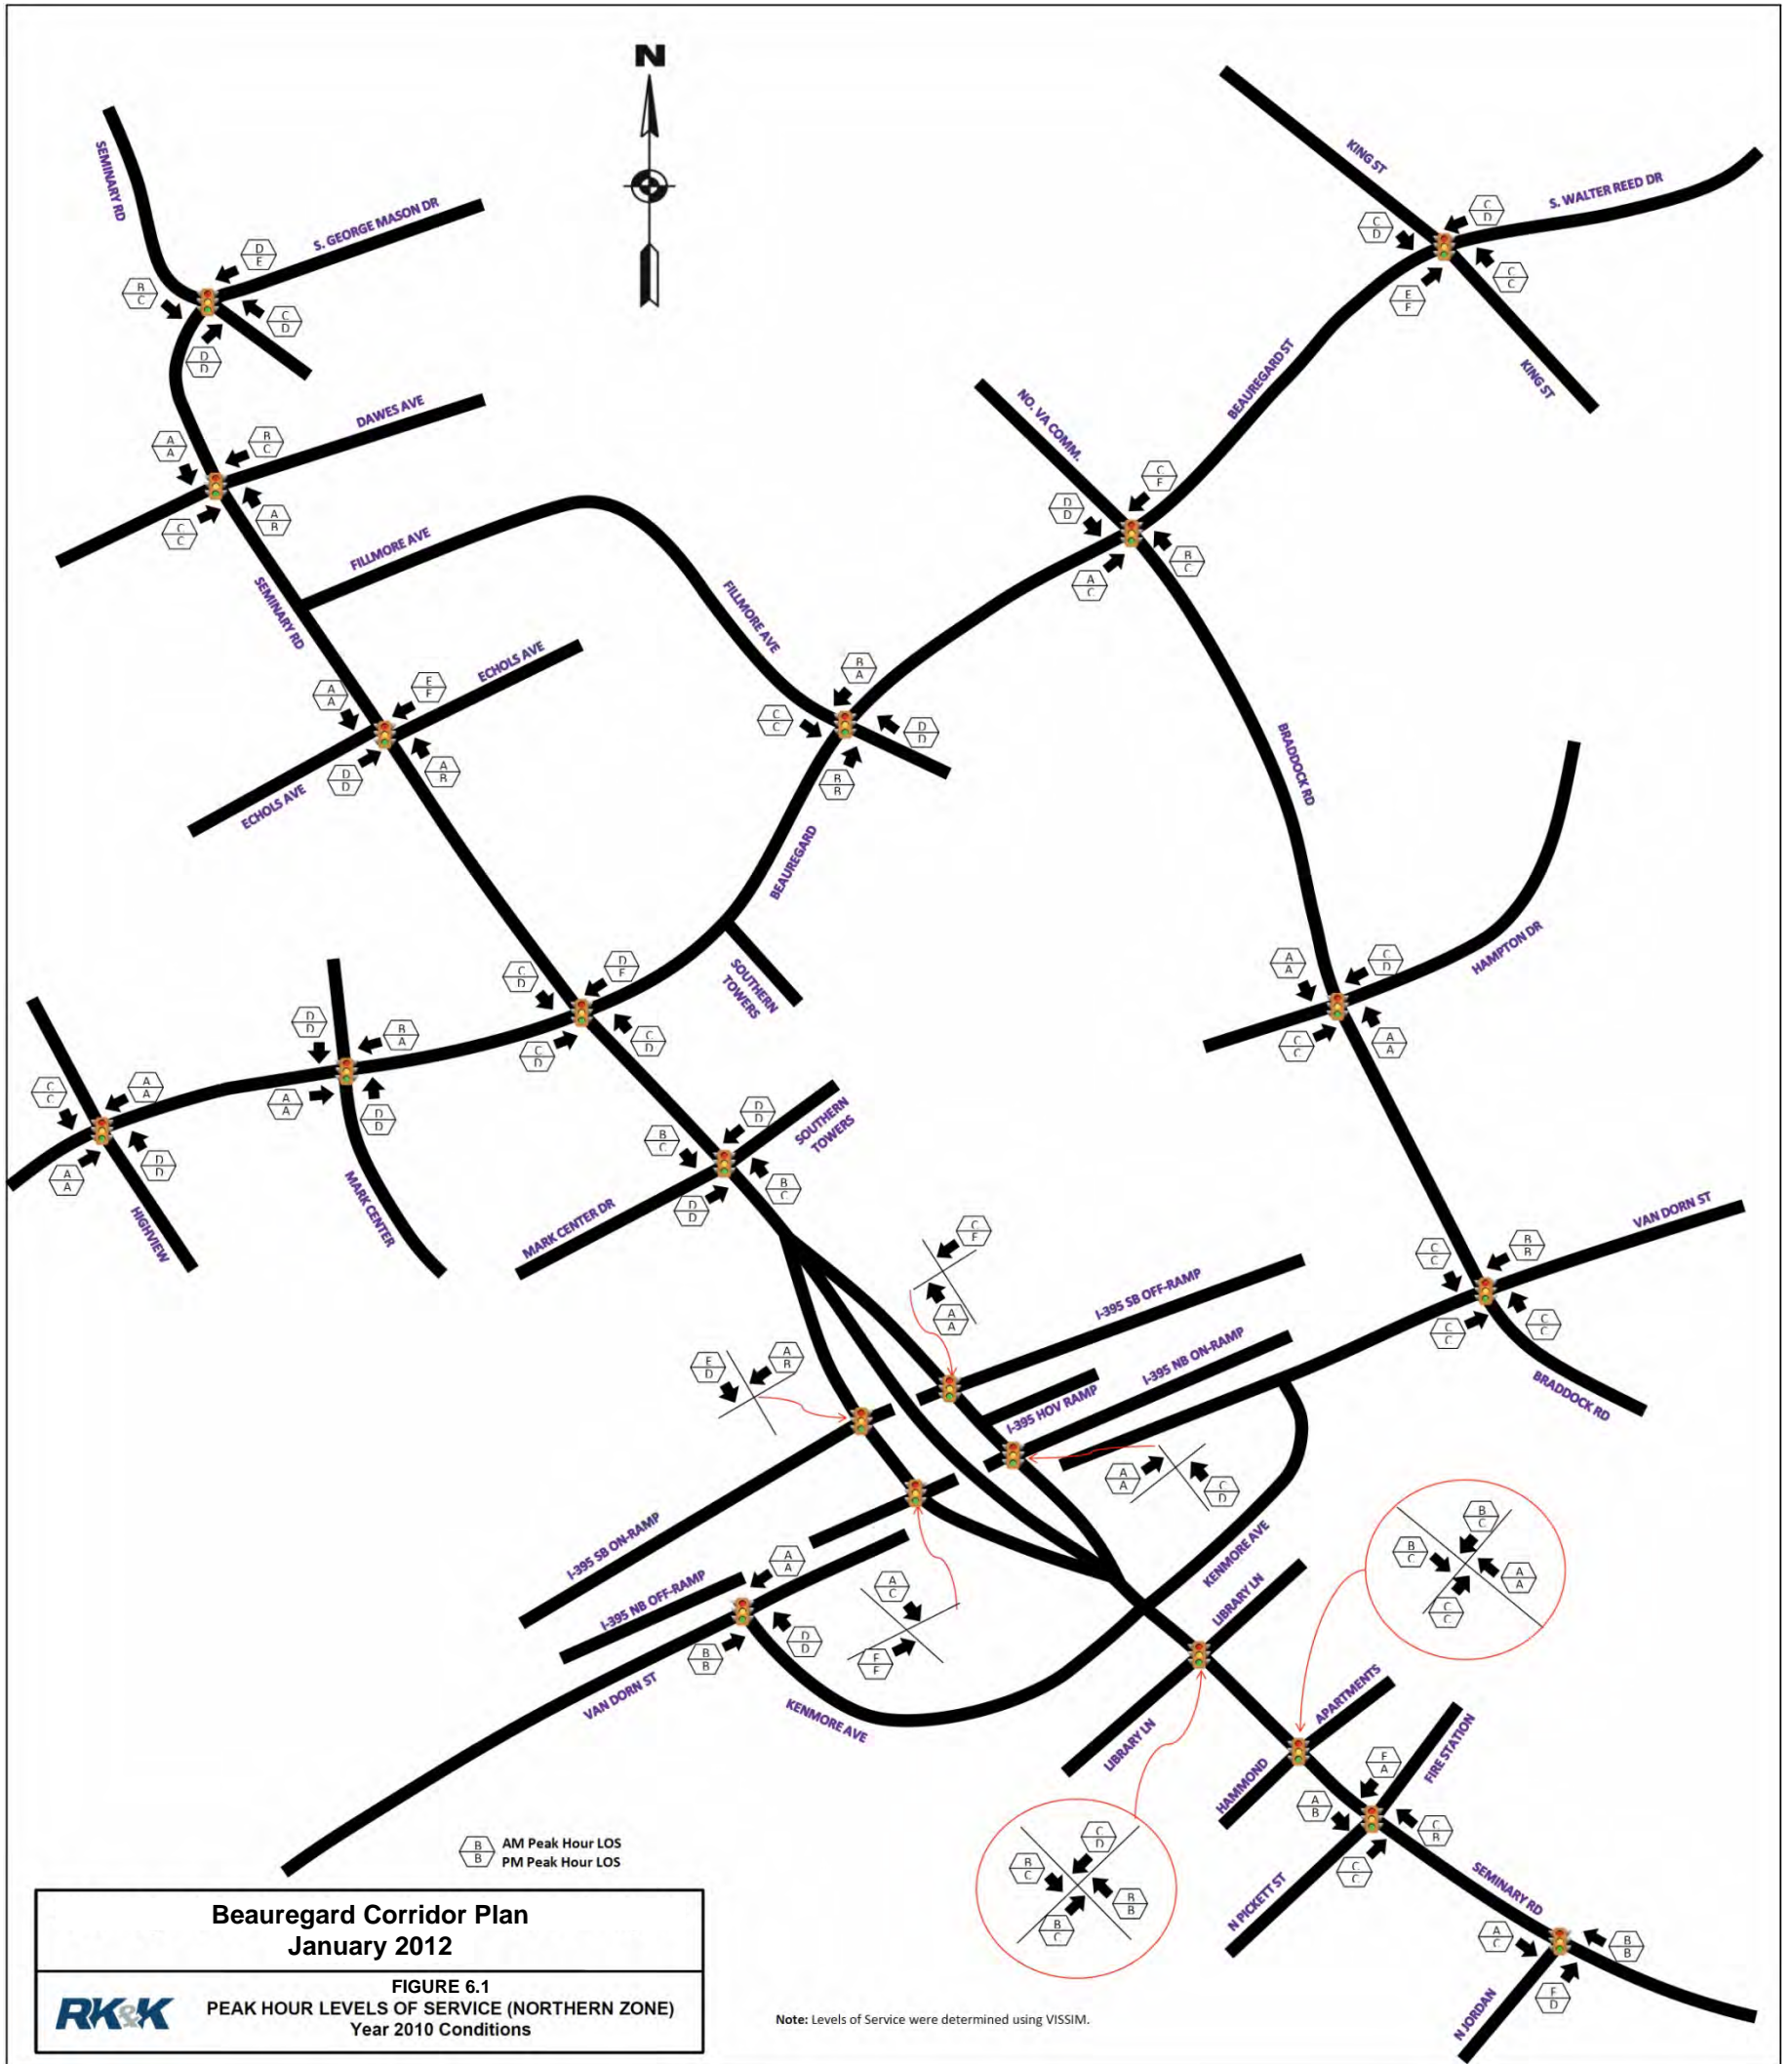 N
KING ST
SEMINARY RD
S. WALTER REED DR
S. GEORGE MASON DR
C
D
C
D
D
E
C
C
E
F
B
C
C
D
D
D
KING ST
BEAUREGARD ST
NO. VA COMM.
DAWES AVE
A
A
B
C
C
F
D
D
A
B
C
C
B
C
A
C
FILLMORE AVE
FILLMORE AVE
SEMINARY RD
ECHOLS AVE
B
A
A
A
F
C
C
D
D
D
D
A
B
B
B
ECHOLS AVE
BRADDOCK RD
BEAUREGARD
HAMPTON DR
SOUTHERN
TOWERS
C
D
D
F
A
A
C
D
D
D
B
A
C
D
C
D
C
C
A
A
C
C
A
A
A
A
D
D
D
D
A
A
SOUTHERN
TOWERS
D
D
B
C
B
C
D
D
HIGHVIEW
MARK CENTER
MARK CENTER DR
VAN DORN ST
C
F
C
C
B
B
A
A
C
C
C
C
I-395 SB OFF-RAMP
I-395 NB ON-RAMP
I-395 HOV RAMP
BRADDOCK RD
D
A
B
A
A
C
D
I-395 SB ON-RAMP
I-395 NB OFF-RAMP
KENMORE AVE
LIBRARY LN
B
C
B
C
A
A
C
C
A
A
A
C
D
D
B
B
F
VAN DORN ST
KENMORE AVE
LIBRARY LN
APARTMENTS
HAMMOND
FIRE STATION
A
A
B
C
B
C
C
N PICKETT ST
SEMINARY RD
C
D
B
C
B
B
B
C
A
C
B
B
D
N JORDAN
B
B
AM Peak Hour LOS
PM Peak Hour LOS
Beauregard Corridor Plan
January 2012
RK&K
FIGURE 6.1
PEAK HOUR LEVELS OF SERVICE (NORTHERN ZONE)
Year 2010 Conditions
Note: Levels of Service were determined using VISSIM.